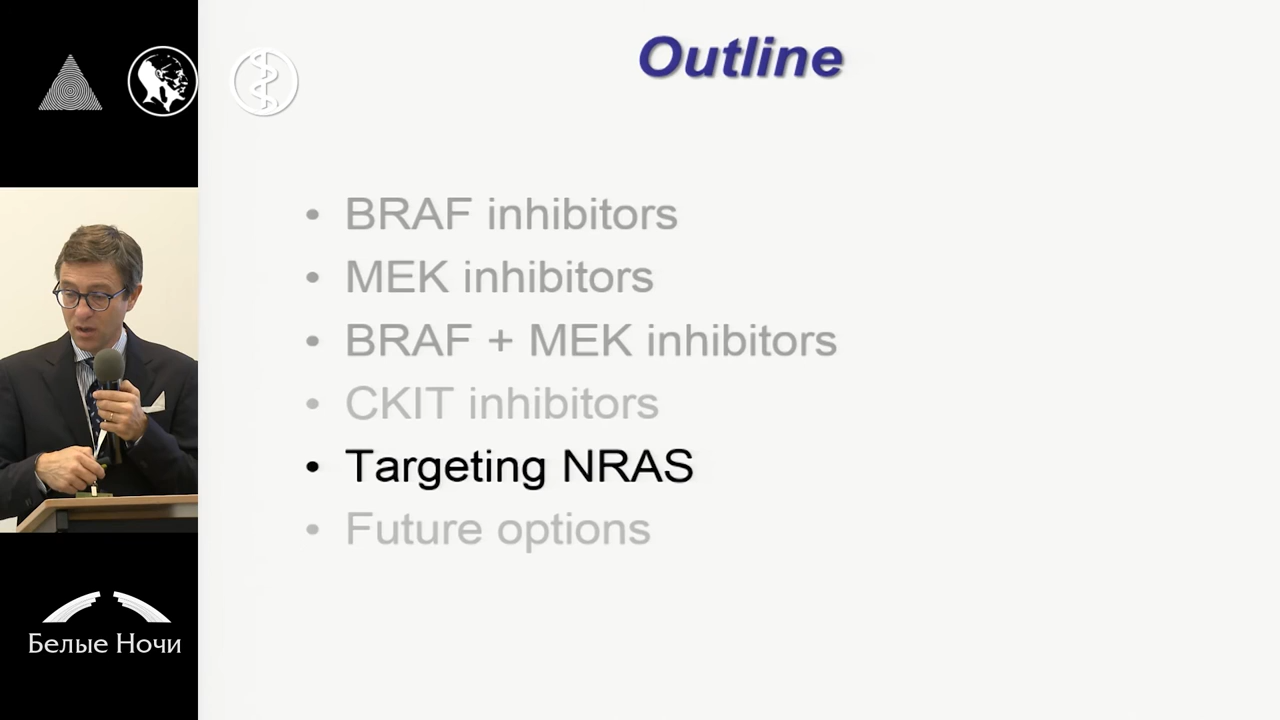 Outline
• BRAF inhibitors
• MEK inhibitors
• BRAF + MEK inhibitors
• CKIT inhibitors
• Targeting NRAS
• Future options
Белые Ночи